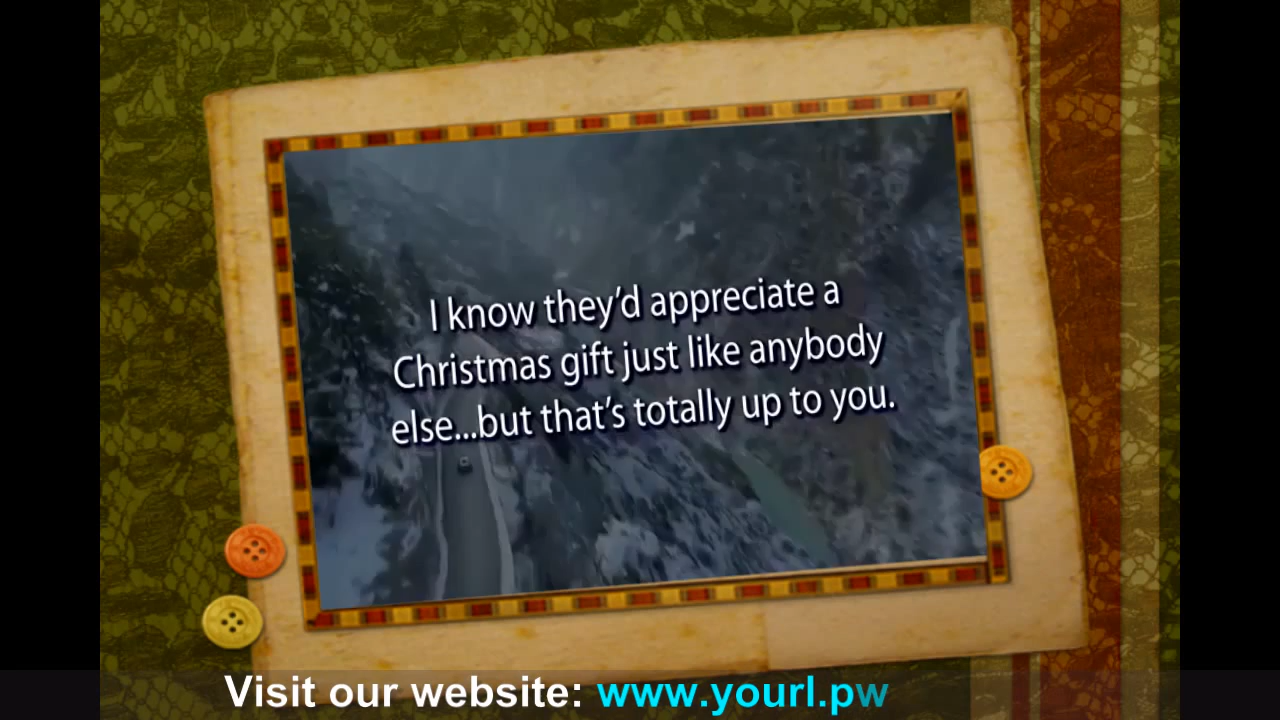 I know they'd appreciate a
Christmas gift just like anybody
else...but that's totally up to you.
Visit our website: www.yourl.pw